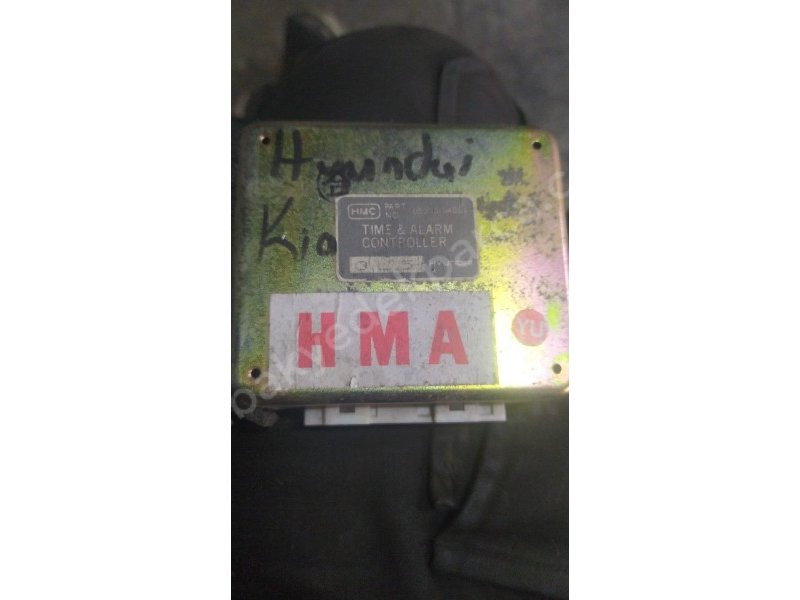 Hyundai
HMC PART NO.
Kia TIME & ALARM
CONTROLLER
HMA YU